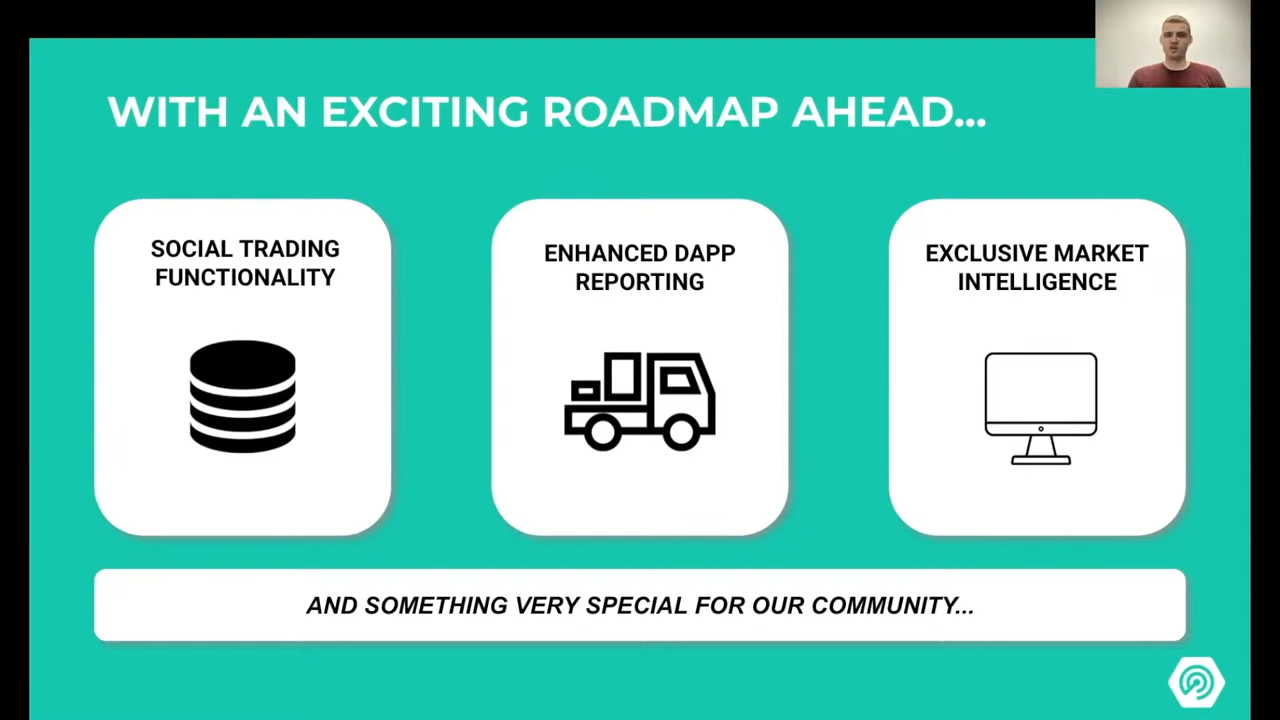 WITH AN EXCITING ROADMAP AHEAD...
SOCIAL TRADING
FUNCTIONALITY
ENHANCED DAPP
REPORTING
EXCLUSIVE MARKET
INTELLIGENCE
AND SOMETHING VERY SPECIAL FOR OUR COMMUNITY...